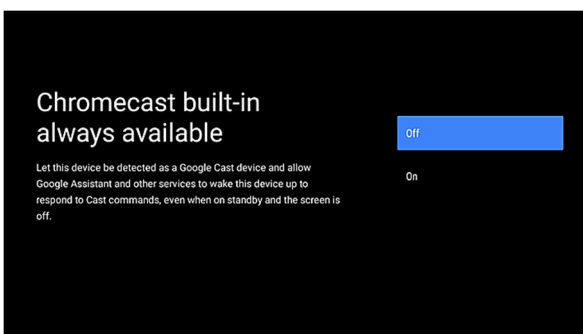 Chromecast built-in
always available
Let this device be detected as a Google Cast device and allow
Google Assistant and other services to wake this device up to
respond to Cast commands, even when on standby and the screen is
off.
Off
On